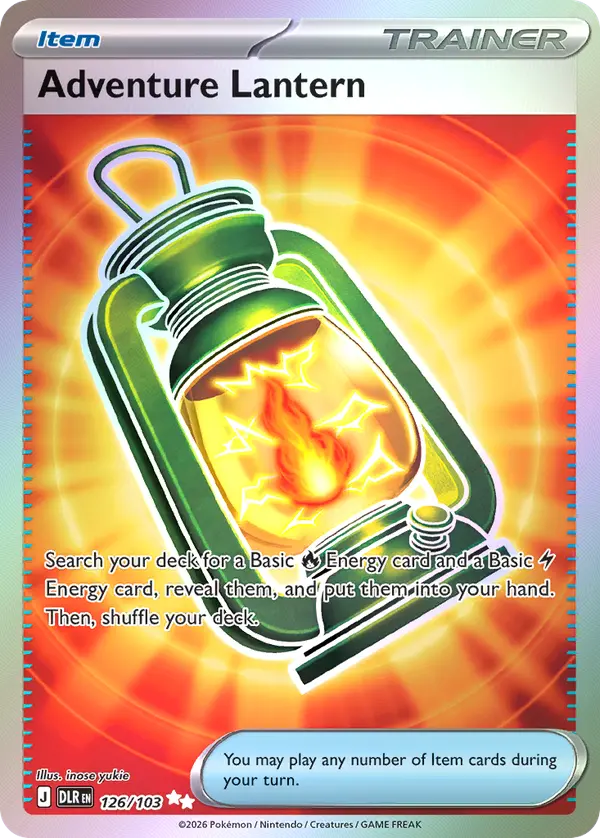 Item
TRAINER
Adventure Lantern
Search your deck for a Basic Energy card and a Basic
Energy card, reveal them, and put them into your hand.
Then, shuffle your deck.
You may play any number of Item cards during
your turn.
Illus. inose yukie
J DLR EN 126/103
©2026 Pokémon / Nintendo / Creatures / GAME FREAK